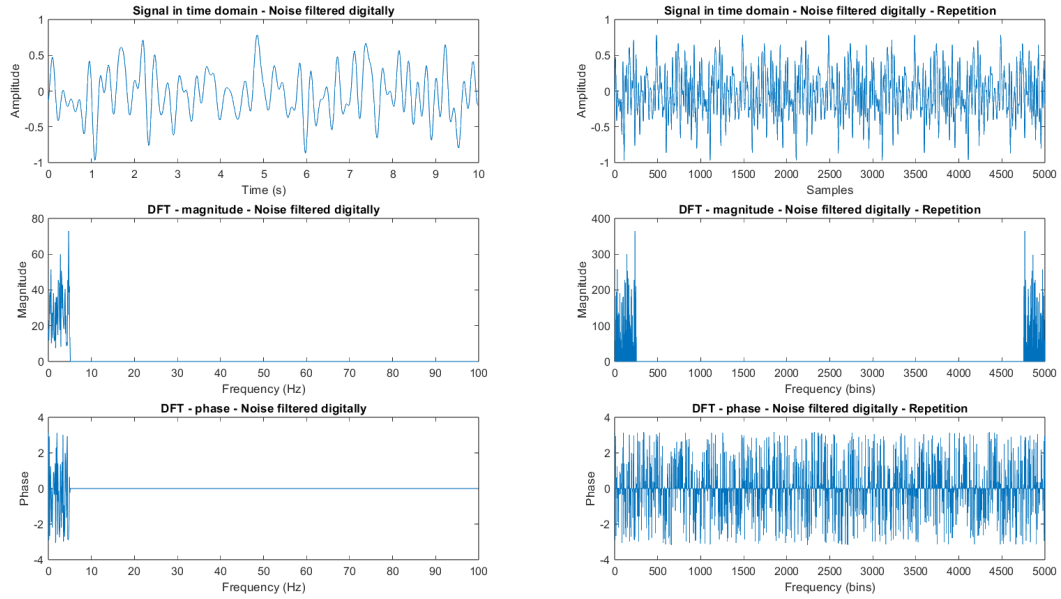 Signal in time domain - Noise filtered digitally
1
0.5
0
-0.5
-1
Amplitude
0 1 2 3 4 5 6 7 8 9 10
Time (s)
Signal in time domain - Noise filtered digitally - Repetition
1
0.5
0
-0.5
-1
Amplitude
0 500 1000 1500 2000 2500 3000 3500 4000 4500 5000
Samples
DFT - magnitude - Noise filtered digitally
80
60
40
20
0
Magnitude
0 10 20 30 40 50 60 70 80 90 100
Frequency (Hz)
DFT - magnitude - Noise filtered digitally - Repetition
400
300
200
100
0
Magnitude
0 500 1000 1500 2000 2500 3000 3500 4000 4500 5000
Frequency (bins)
DFT - phase - Noise filtered digitally
4
2
0
-2
-4
Phase
0 10 20 30 40 50 60 70 80 90 100
Frequency (Hz)
DFT - phase - Noise filtered digitally - Repetition
4
2
0
-2
-4
Phase
0 500 1000 1500 2000 2500 3000 3500 4000 4500 5000
Frequency (bins)